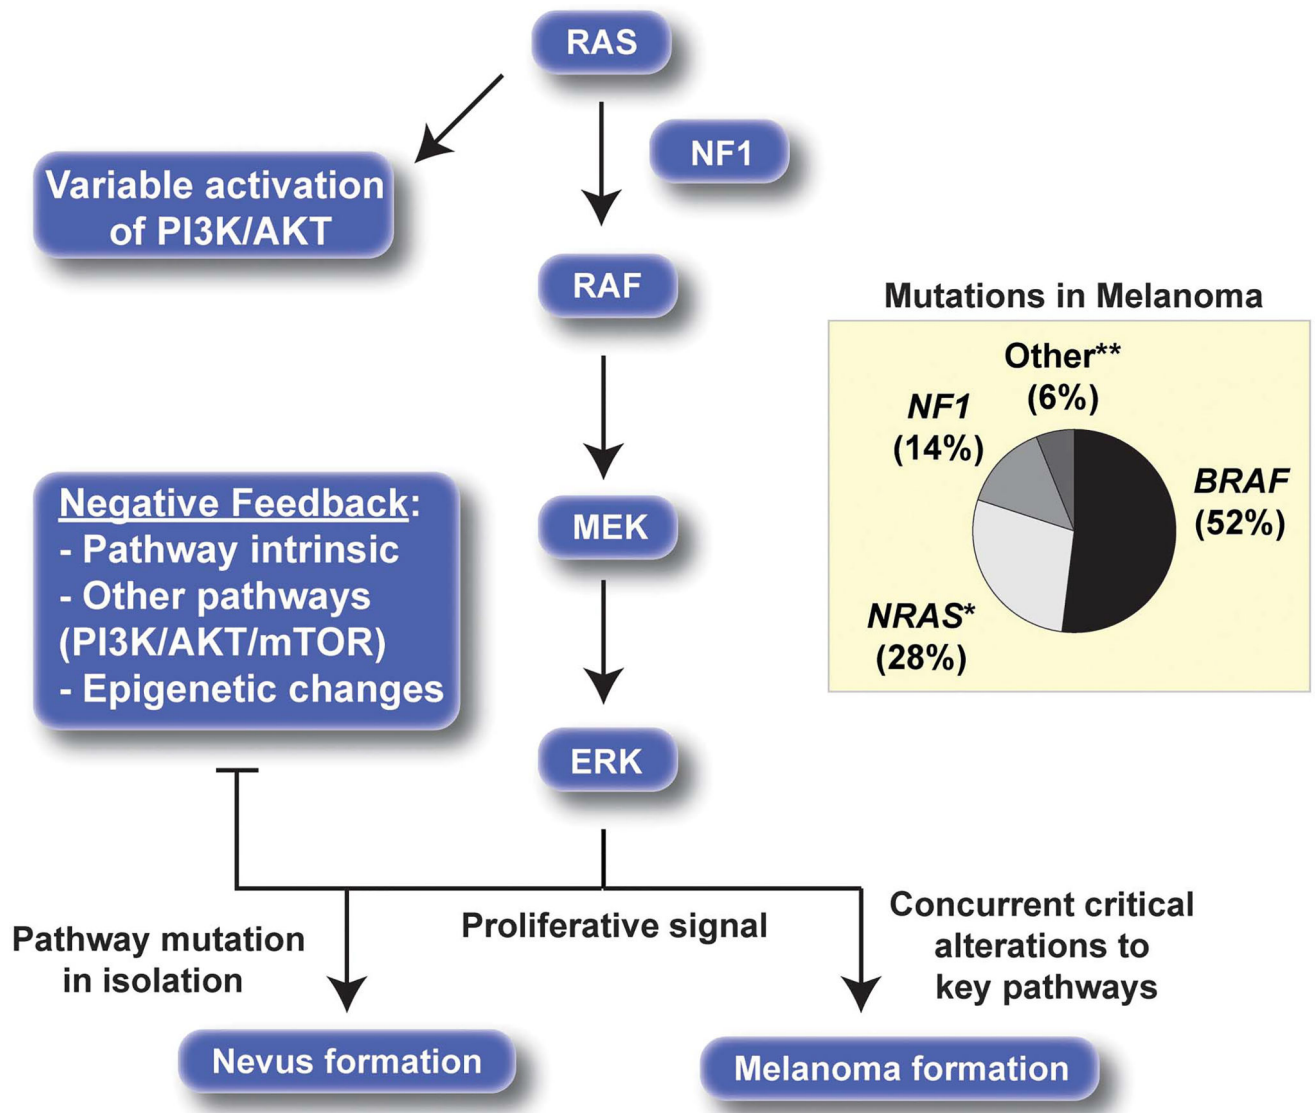 RAS
NF1
Variable activation
of PI3K/AKT
RAF
Mutations in Melanoma
Other**
(6%)
NF1
(14%)
BRAF
(52%)
NRAS*
(28%)
Negative Feedback:
- Pathway intrinsic
- Other pathways
(PI3K/AKT/mTOR)
- Epigenetic changes
MEK
ERK
Pathway mutation
in isolation
Proliferative signal
Concurrent critical
alterations to
key pathways
Nevus formation
Melanoma formation